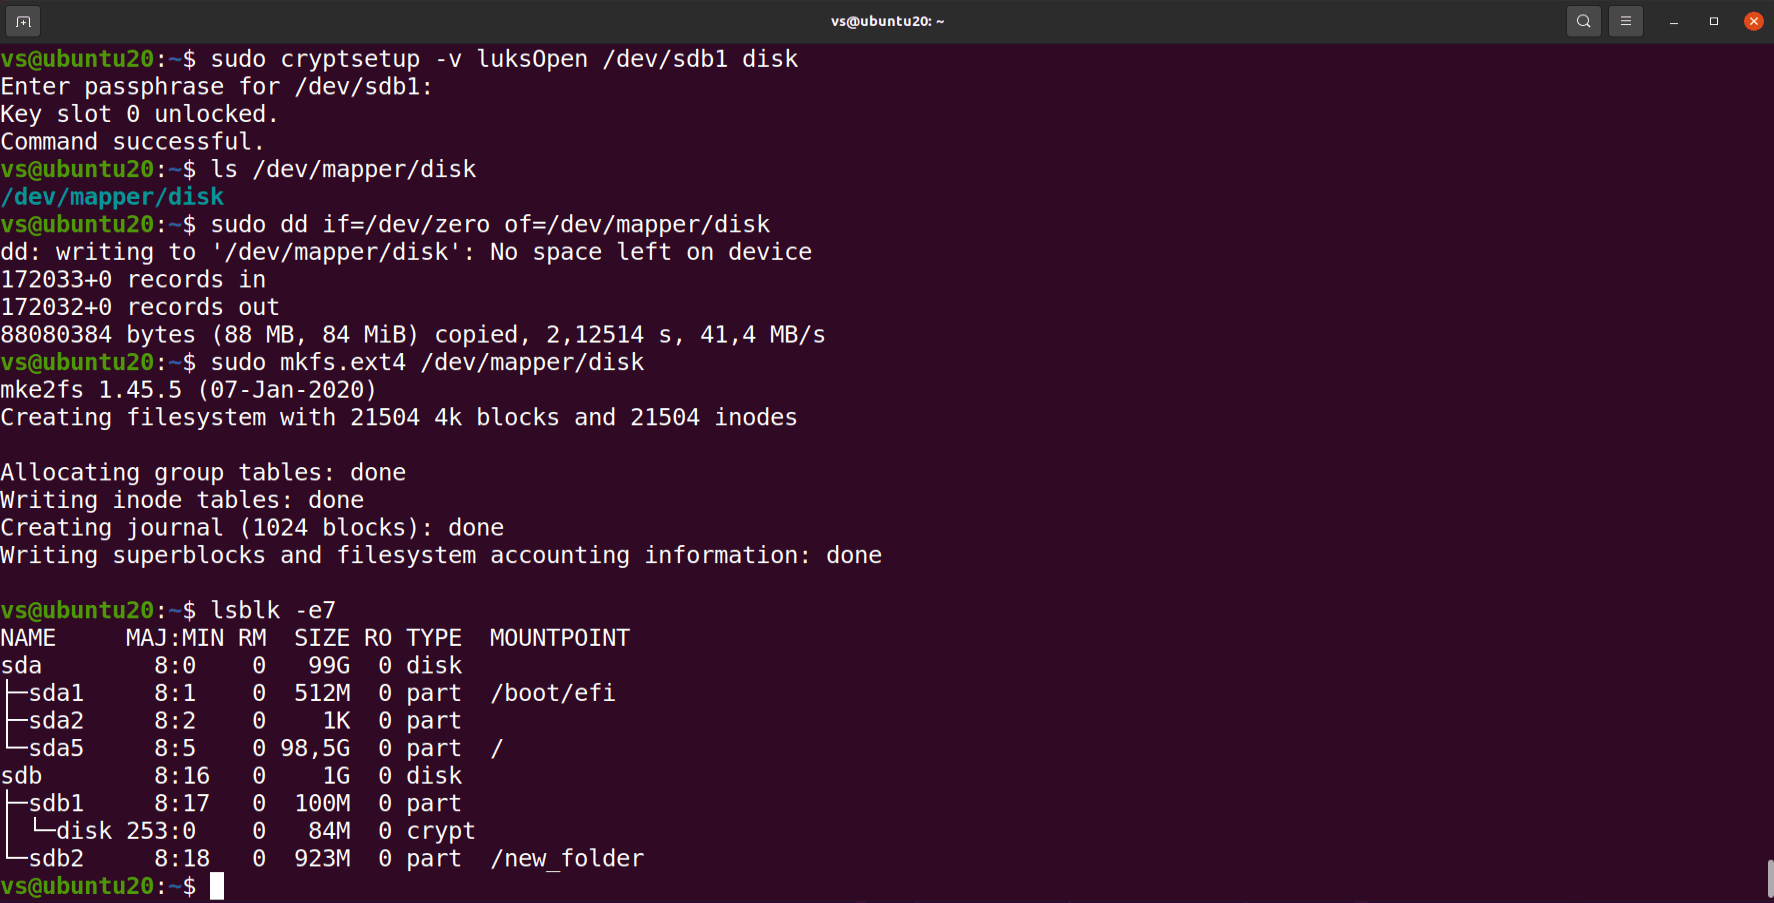 vs@ubuntu20: ~
vs@ubuntu20:~$ sudo cryptsetup -v luksOpen /dev/sdb1 disk
Enter passphrase for /dev/sdb1:
Key slot 0 unlocked.
Command successful.
vs@ubuntu20:~$ ls /dev/mapper/disk
/dev/mapper/disk
vs@ubuntu20:~$ sudo dd if=/dev/zero of=/dev/mapper/disk
dd: writing to '/dev/mapper/disk': No space left on device
172033+0 records in
172032+0 records out
88080384 bytes (88 MB, 84 MiB) copied, 2,12514 s, 41,4 MB/s
vs@ubuntu20:~$ sudo mkfs.ext4 /dev/mapper/disk
mke2fs 1.45.5 (07-Jan-2020)
Creating filesystem with 21504 4k blocks and 21504 inodes

Allocating group tables: done
Writing inode tables: done
Creating journal (1024 blocks): done
Writing superblocks and filesystem accounting information: done

vs@ubuntu20:~$ lsblk -e7
NAME     MAJ:MIN RM  SIZE RO TYPE  MOUNTPOINT
sda        8:0    0   99G  0 disk
├─sda1     8:1    0  512M  0 part  /boot/efi
├─sda2     8:2    0    1K  0 part
└─sda5     8:5    0 98,5G  0 part  /
sdb        8:16   0    1G  0 disk
├─sdb1     8:17   0  100M  0 part
│ └─disk 253:0    0   84M  0 crypt
└─sdb2     8:18   0  923M  0 part  /new_folder
vs@ubuntu20:~$